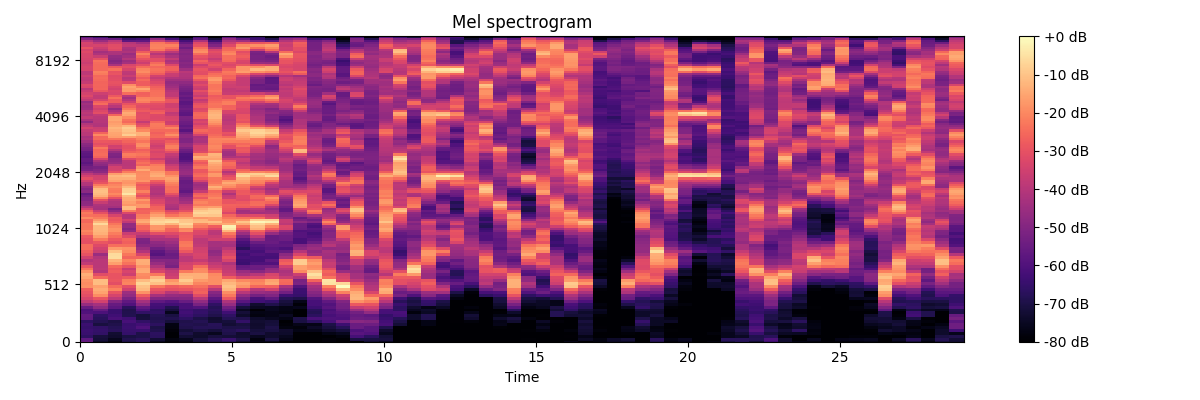 Mel spectrogram
+0 dB
8192
-10 dB
4096
-20 dB
-30 dB
Hz
2048
-40 dB
-50 dB
1024
-60 dB
512
-70 dB
0
-80 dB
0 5 10 15 20 25
Time